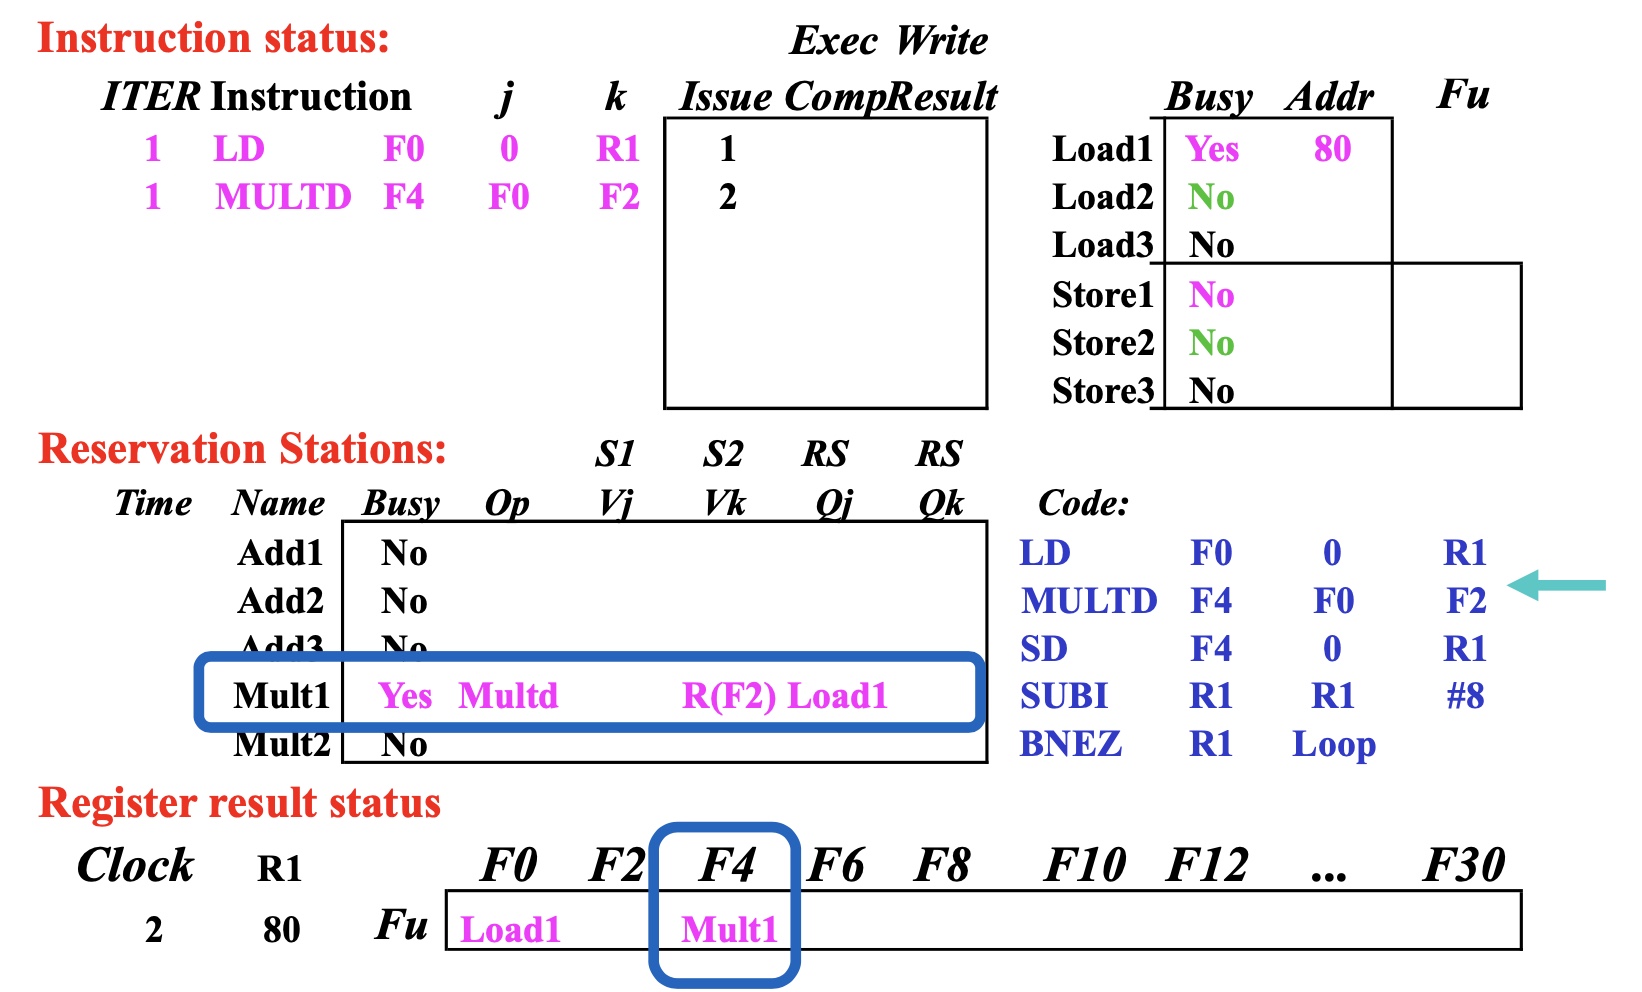 Instruction status: Exec Write
ITER Instruction j k Issue Comp Result Busy Addr Fu
1 LD F0 0 R1 1 Load1 Yes 80
1 MULTD F4 F0 F2 2 Load2 No
Load3 No
Store1 No
Store2 No
Store3 No
Reservation Stations: S1 S2 RS RS
Time Name Busy Op Vj Vk Qj Qk Code:
Add1 No LD F0 0 R1
Add2 No MULTD F4 F0 F2
Add3 No SD F4 0 R1
Mult1 Yes Multd R(F2) Load1 SUBI R1 R1 #8
Mult2 No BNEZ R1 Loop
Register result status
Clock R1 F0 F2 F4 F6 F8 F10 F12 ... F30
2 80 Fu Load1 Mult1